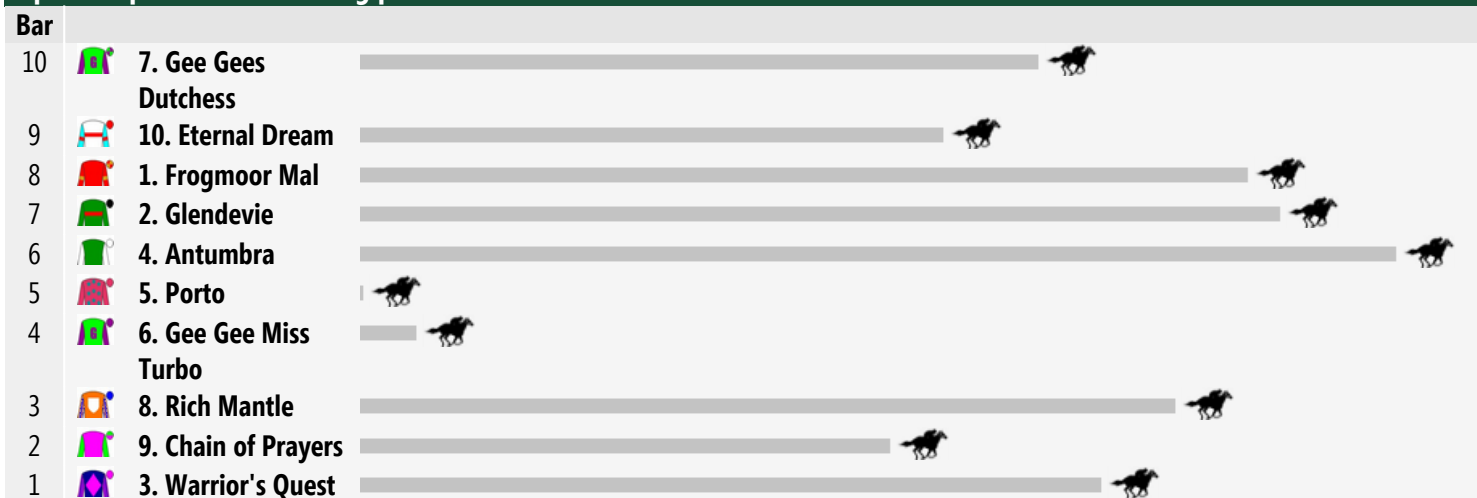 Bar
10 7. Gee Gees
Dutchess
9 10. Eternal Dream
8 1. Frogmoor Mal
7 2. Glendevie
6 4. Antumbra
5 5. Porto
4 6. Gee Gee Miss
Turbo
3 8. Rich Mantle
2 9. Chain of Prayers
1 3. Warrior's Quest